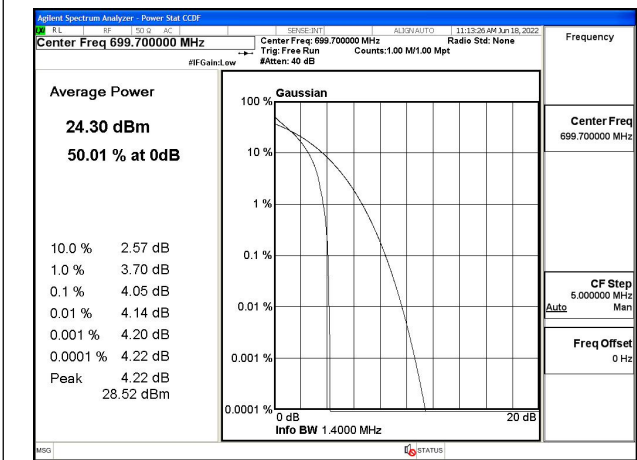 Agilent Spectrum Analyzer - Power Stat CCDF
RL RF 50 Ω AC SENSE:INT ALIGNAUTO 11:13:26 AM Jun 18, 2022
Center Freq 699.700000 MHz
Center Freq: 699.700000 MHz Radio Std: None
Trig: Free Run Counts:1.00 M/1.00 Mpt
#IFGain:Low #Atten: 40 dB
Frequency
Average Power
24.30 dBm
50.01 % at 0dB
10.0 % 2.57 dB
1.0 % 3.70 dB
0.1 % 4.05 dB
0.01 % 4.14 dB
0.001 % 4.20 dB
0.0001 % 4.22 dB
Peak 4.22 dB
28.52 dBm
Gaussian
100 %
10 %
1 %
0.1 %
0.01 %
0.001 %
0.0001 %
0 dB 20 dB
Info BW 1.4000 MHz
Center Freq
699.700000 MHz
CF Step
5.000000 MHz
Auto Man
Freq Offset
0 Hz
MSG STATUS